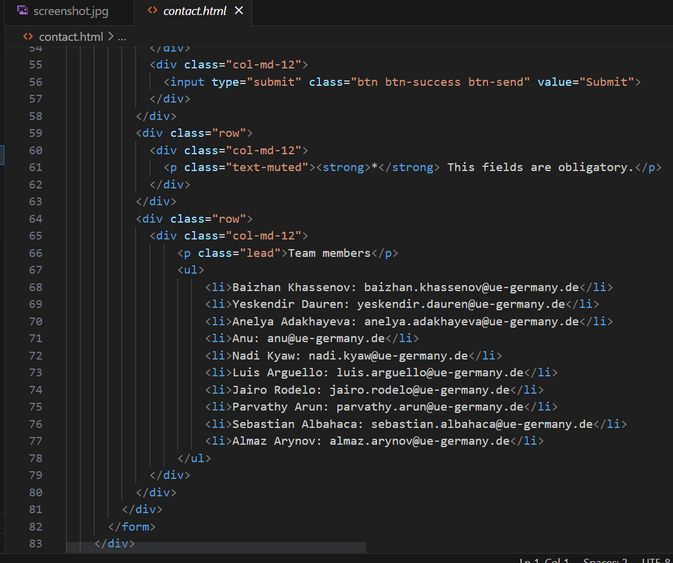 screenshot.jpg
contact.html ×
contact.html > ...
54 </div>
55 <div class="col-md-12">
56 <input type="submit" class="btn btn-success btn-send" value="Submit">
57 </div>
58 </div>
59 <div class="row">
60 <div class="col-md-12">
61 <p class="text-muted"><strong>*</strong> This fields are obligatory.</p>
62 </div>
63 </div>
64 <div class="row">
65 <div class="col-md-12">
66 <p class="lead">Team members</p>
67 <ul>
68 <li>Baizhan Khassenov: baizhan.khassenov@ue-germany.de</li>
69 <li>Yeskendir Dauren: yeskendir.dauren@ue-germany.de</li>
70 <li>Anelya Adakhayeva: anelya.adakhayeva@ue-germany.de</li>
71 <li>Anu: anu@ue-germany.de</li>
72 <li>Nadi Kyaw: nadi.kyaw@ue-germany.de</li>
73 <li>Luis Arguello: luis.arguello@ue-germany.de</li>
74 <li>Jairo Rodelo: jairo.rodelo@ue-germany.de</li>
75 <li>Parvathy Arun: parvathy.arun@ue-germany.de</li>
76 <li>Sebastian Albahaca: sebastian.albahaca@ue-germany.de</li>
77 <li>Almaz Arynov: almaz.arynov@ue-germany.de</li>
78 </ul>
79 </div>
80 </div>
81 </div>
82 </form>
83 </div>
Ln 1, Col 1 Spaces: 2 UTF-8